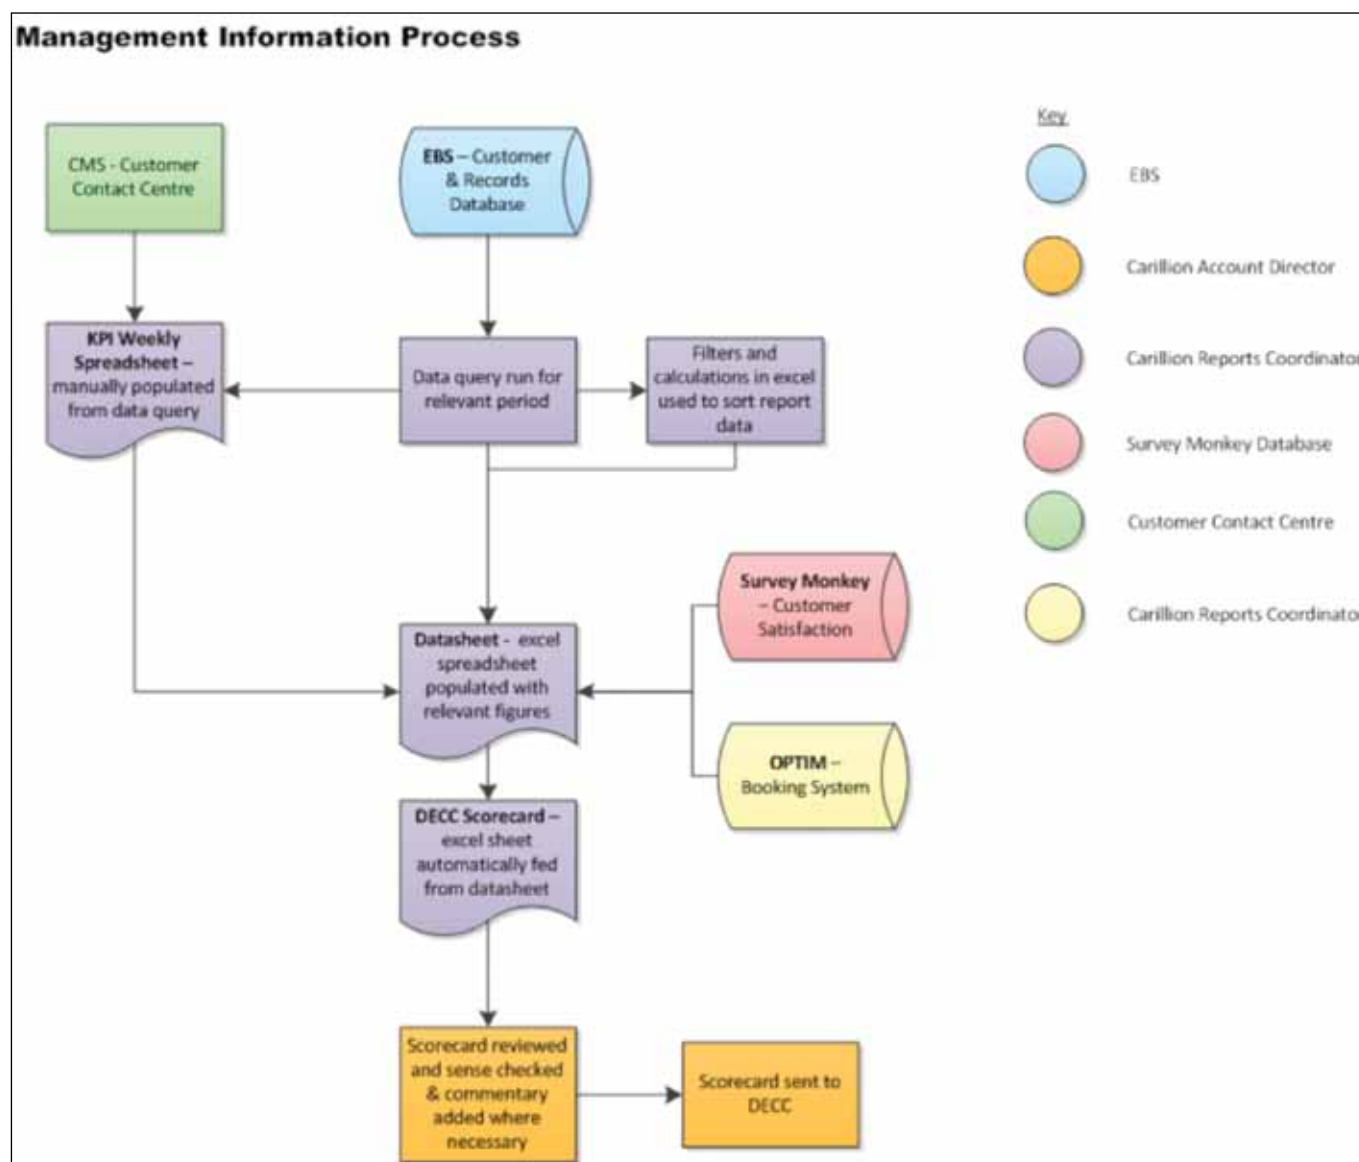 Management Information Process
CMS - Customer
Contact Centre
EBS – Customer
& Records
Database
KPI Weekly
Spreadsheet –
manually populated
from data query
Data query run for
relevant period
Filters and
calculations in excel
used to sort report
data
Survey Monkey
– Customer
Satisfaction
Datasheet - excel
spreadsheet
populated with
relevant figures
OPTIM –
Booking System
DECC Scorecard –
excel sheet
automatically fed
from datasheet
Scorecard reviewed
and sense checked
& commentary
added where
necessary
Scorecard sent to
DECC
Key
EBS
Carillion Account Director
Carillion Reports Coordinator
Survey Monkey Database
Customer Contact Centre
Carillion Reports Coordinator